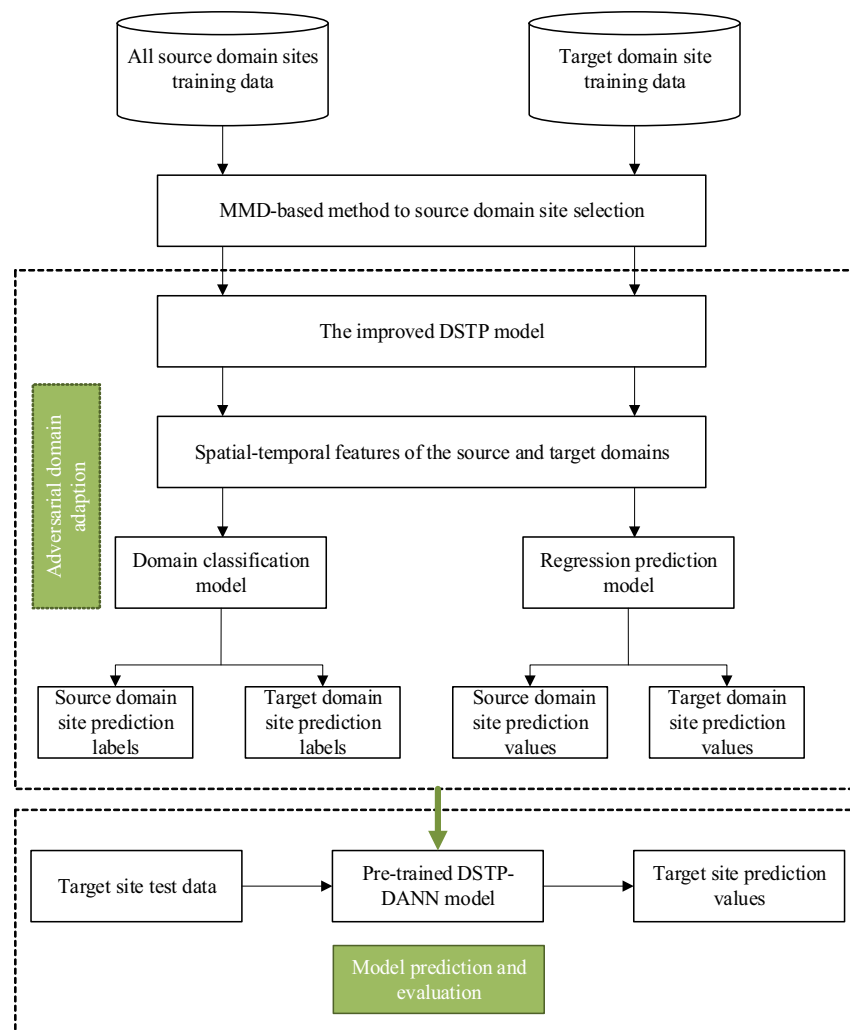 All source domain sites
training data
Target domain site
training data
MMD-based method to source domain site selection
The improved DSTP model
Adversarial domain
adaption
Spatial-temporal features of the source and target domains
Domain classification
model
Regression prediction
model
Source domain
site prediction
labels
Target domain
site prediction
labels
Source domain
site prediction
values
Target domain
site prediction
values
Target site test data
Pre-trained DSTP-
DANN model
Target site prediction
values
Model prediction and
evaluation